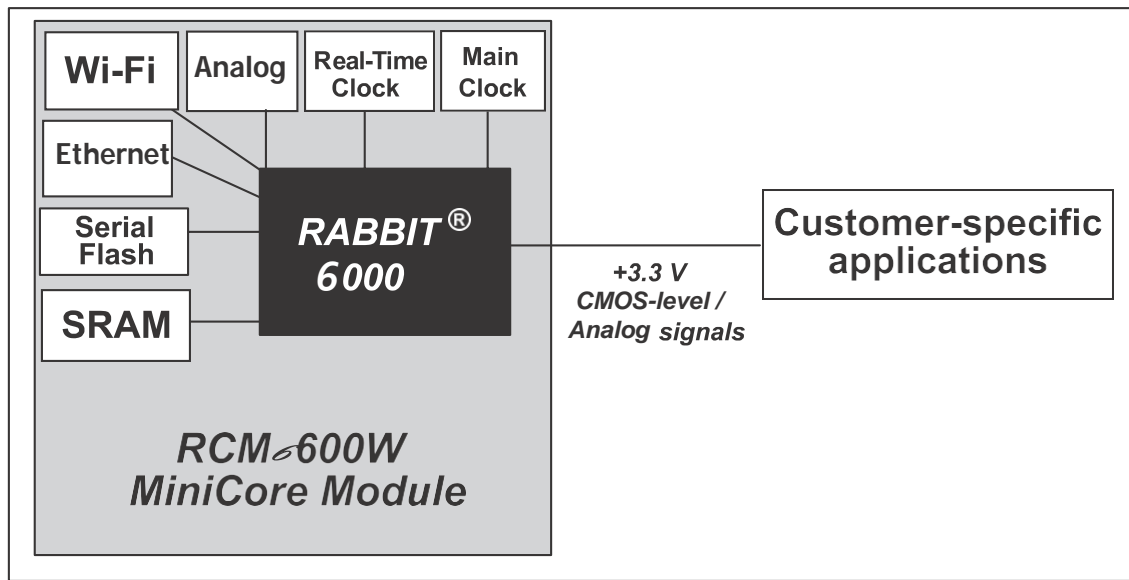 Wi-Fi
Analog
Real-Time
Clock
Main
Clock
Ethernet
Serial
Flash
SRAM
RABBIT®
6000
+3.3 V
CMOS-level /
Analog signals
Customer-specific
applications
RCM6600W
MiniCore Module